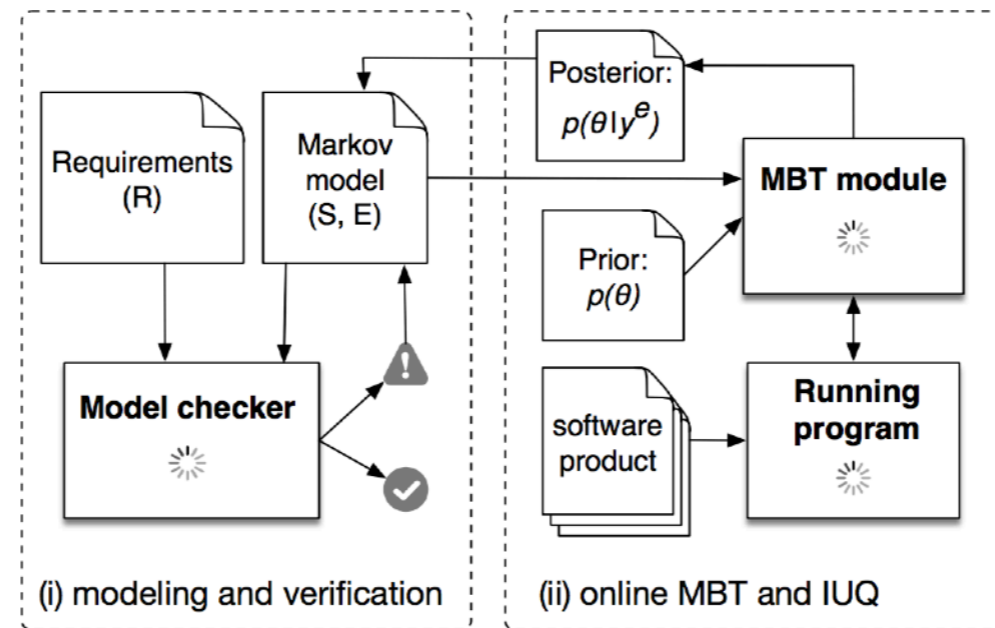 Requirements
(R)
Markov
model
(S, E)
Model checker
(i) modeling and verification
Posterior:
p(θ|yᵉ)
MBT module
Prior:
p(θ)
software
product
Running
program
(ii) online MBT and IUQ